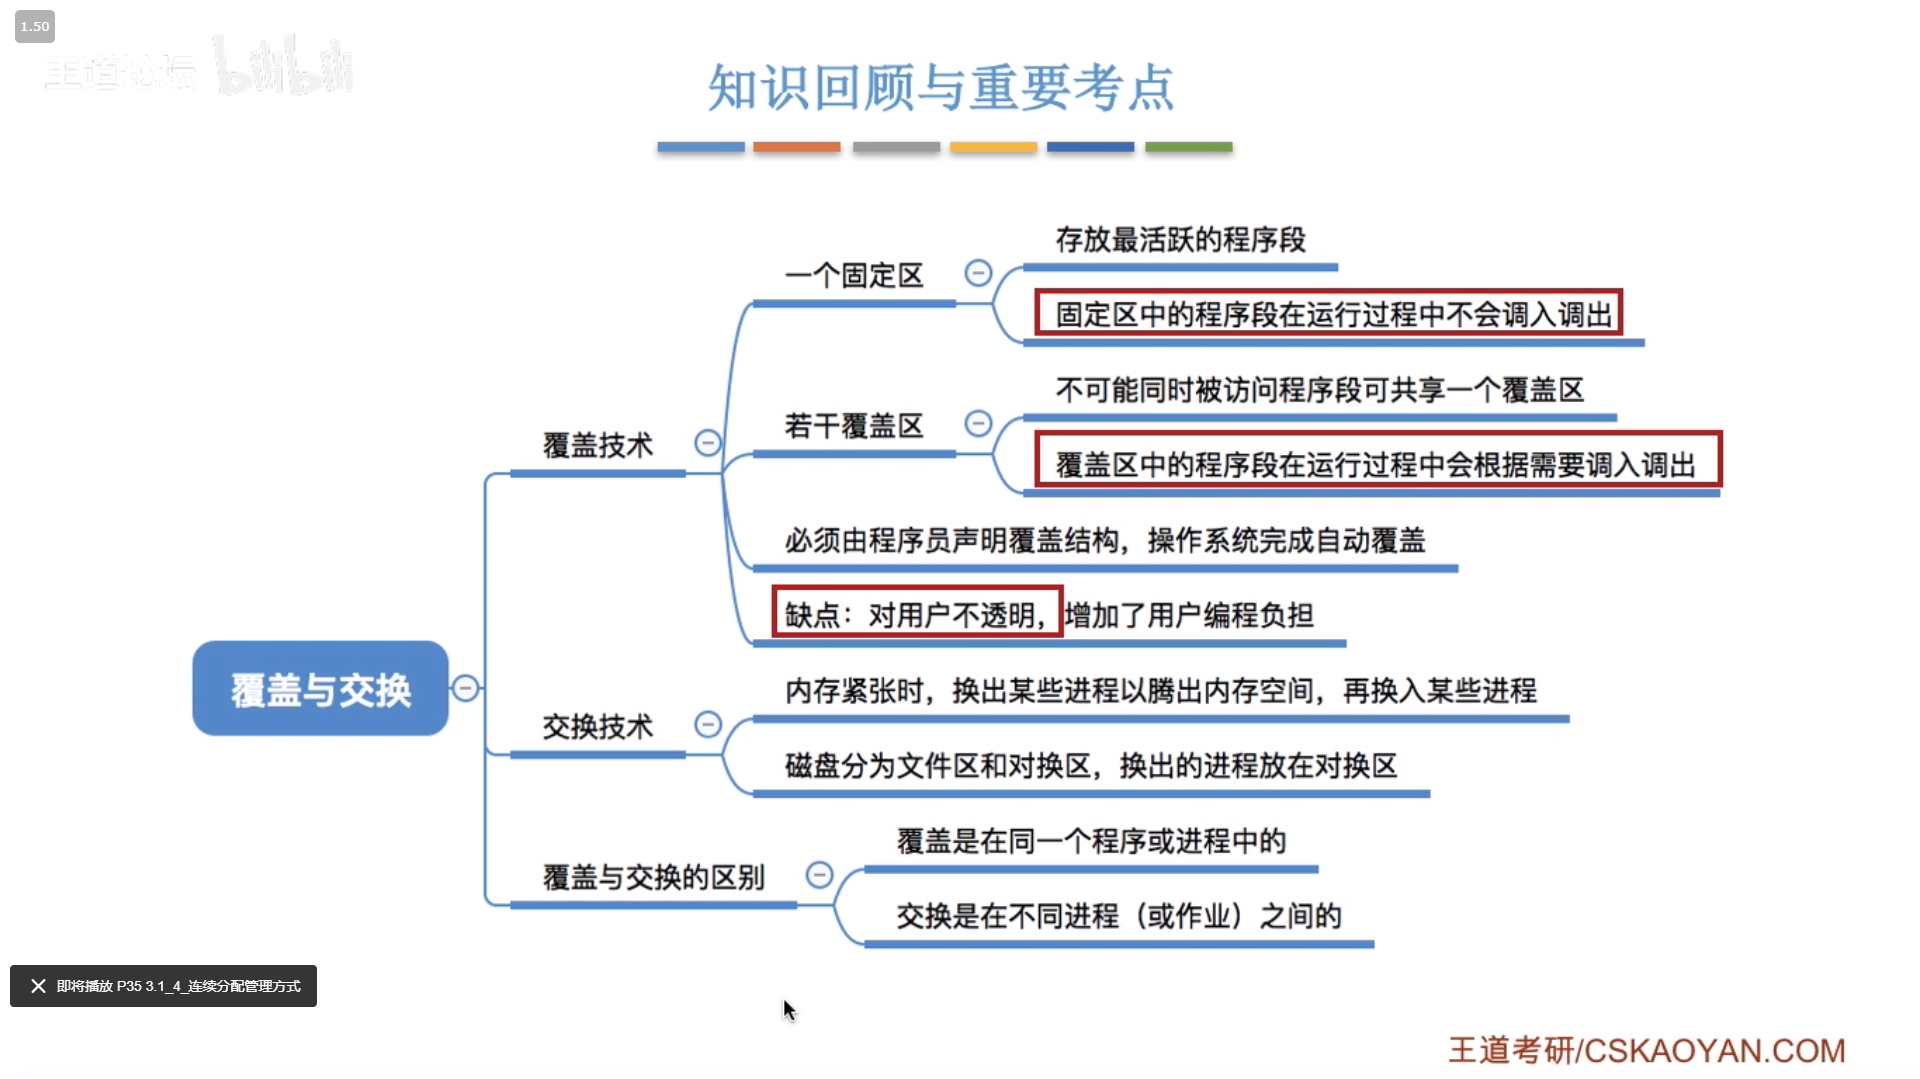 1.50
王道论坛 bilibili
知识回顾与重要考点
存放最活跃的程序段
一个固定区
固定区中的程序段在运行过程中不会调入调出
不可能同时被访问程序段可共享一个覆盖区
若干覆盖区
覆盖技术
覆盖区中的程序段在运行过程中会根据需要调入调出
必须由程序员声明覆盖结构，操作系统完成自动覆盖
缺点：对用户不透明，增加了用户编程负担
覆盖与交换
内存紧张时，换出某些进程以腾出内存空间，再换入某些进程
交换技术
磁盘分为文件区和对换区，换出的进程放在对换区
覆盖是在同一个程序或进程中的
覆盖与交换的区别
交换是在不同进程（或作业）之间的
即将播放 P35 3.1_4_连续分配管理方式
王道考研/CSKAOYAN.COM